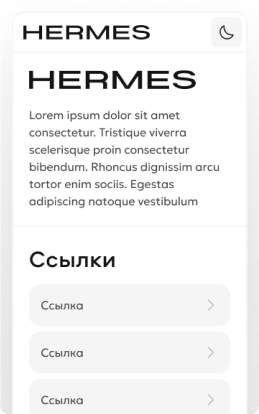 HERMES
HERMES
Lorem ipsum dolor sit amet
consectetur. Tristique viverra
scelerisque proin consectetur
bibendum. Rhoncus dignissim arcu
tortor enim sociis. Egestas
adipiscing natoque vestibulum
Ссылки
Ссылка
Ссылка
Ссылка